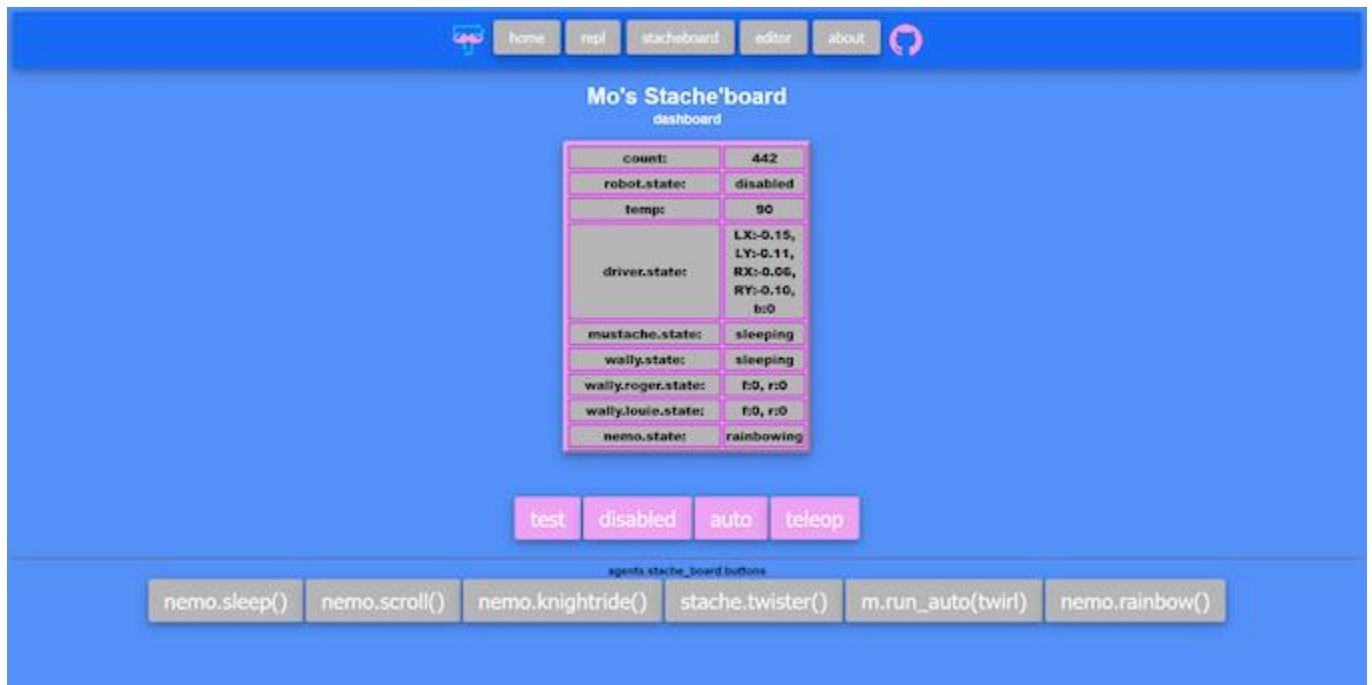 home repl stacheboard editor about
Mo's Stache'board
dashboard
count: 442
robot.state: disabled
temp: 90
driver.state: LX:-0.15,
LY:-0.11,
RX:-0.06,
RY:-0.10,
b:0
mustache.state: sleeping
wally.state: sleeping
wally.roger.state: f:0, r:0
wally.louie.state: f:0, r:0
nemo.state: rainbowing
test disabled auto teleop
agents.stache_board.buttons
nemo.sleep() nemo.scroll() nemo.knightride() stache.twister() m.run_auto(twirl) nemo.rainbow()